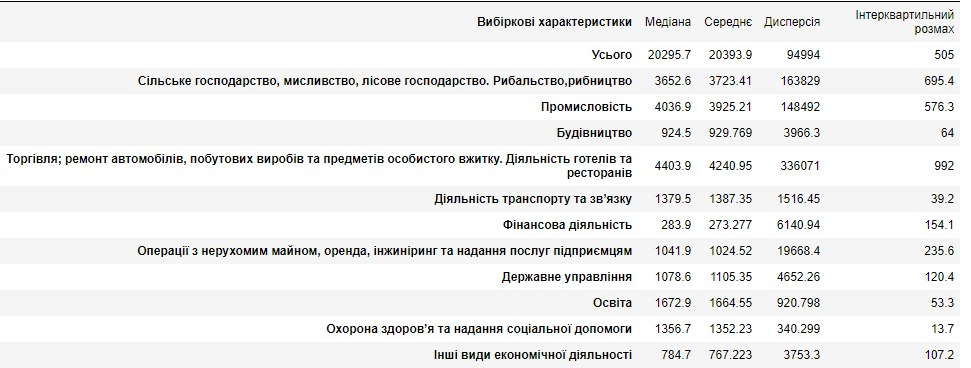 Вибіркові характеристики Медіана Середнє Дисперсія Інтерквартильний розмах
Усього 20295.7 20393.9 94994 505
Сільське господарство, мисливство, лісове господарство. Рибальство,рибництво 3652.6 3723.41 163829 695.4
Промисловість 4036.9 3925.21 148492 576.3
Будівництво 924.5 929.769 3966.3 64
Торгівля; ремонт автомобілів, побутових виробів та предметів особистого вжитку. Діяльність готелів та
ресторанів 4403.9 4240.95 336071 992
Діяльність транспорту та зв'язку 1379.5 1387.35 1516.45 39.2
Фінансова діяльність 283.9 273.277 6140.94 154.1
Операції з нерухомим майном, оренда, інжиніринг та надання послуг підприємцям 1041.9 1024.52 19668.4 235.6
Державне управління 1078.6 1105.35 4652.26 120.4
Освіта 1672.9 1664.55 920.798 53.3
Охорона здоров'я та надання соціальної допомоги 1356.7 1352.23 340.299 13.7
Інші види економічної діяльності 784.7 767.223 3753.3 107.2